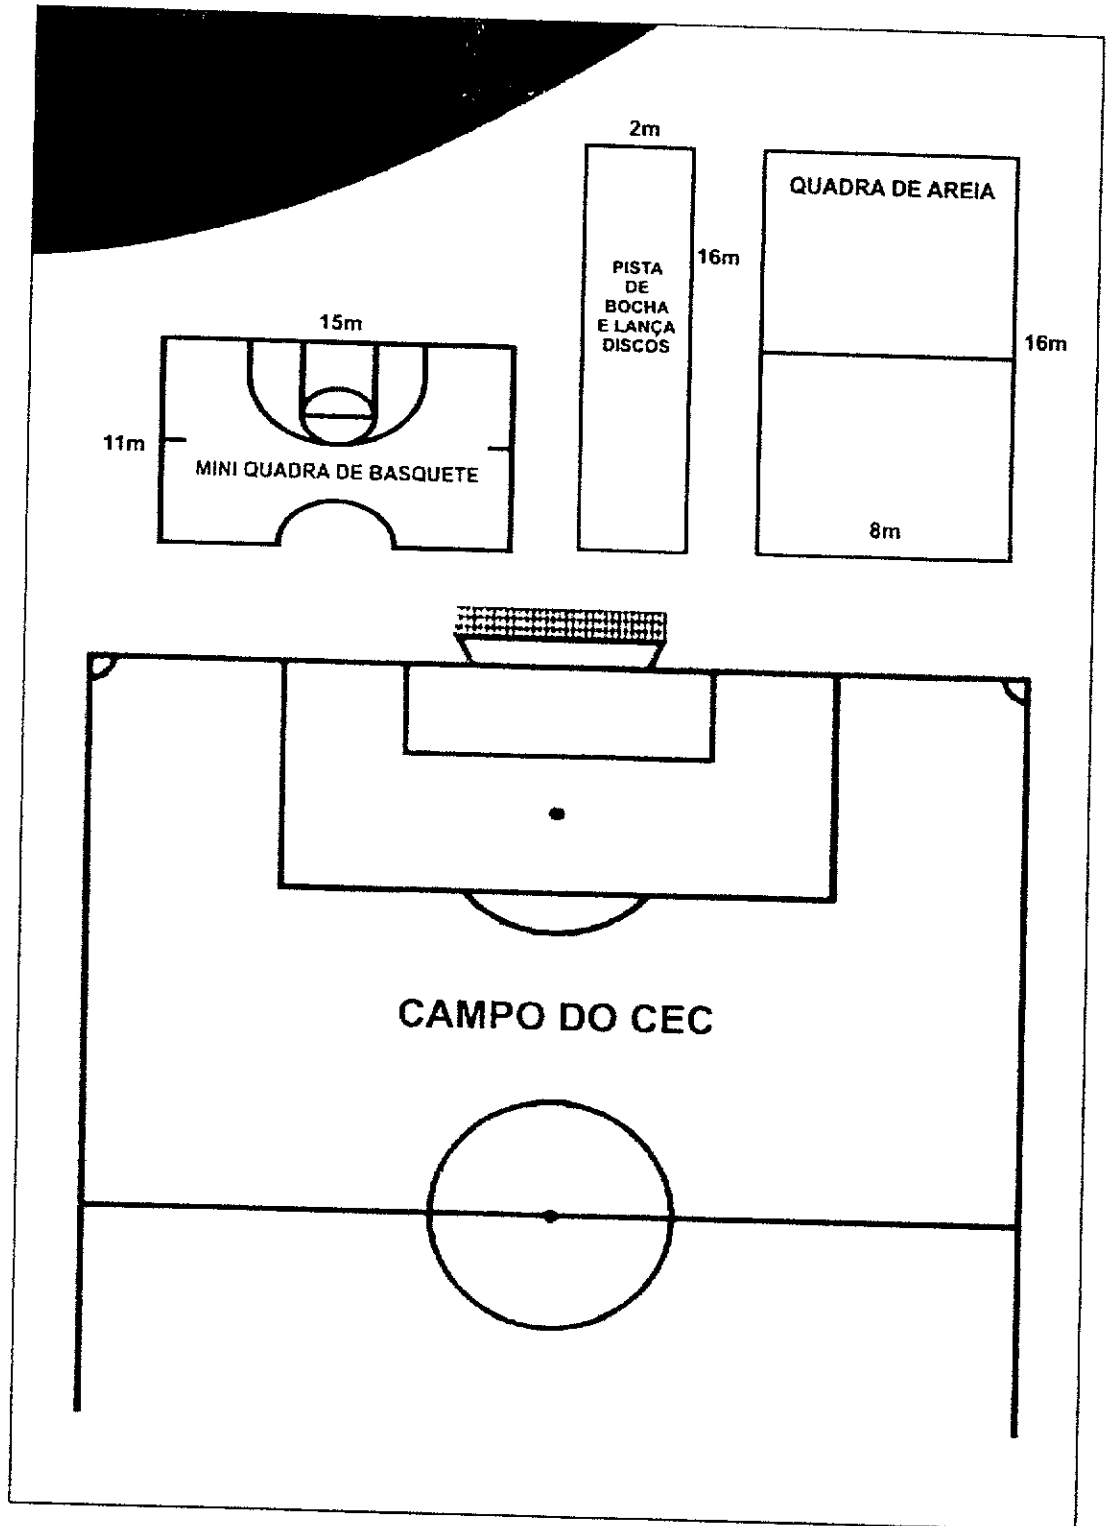 2m
QUADRA DE AREIA
16m
PISTA
DE
BOCHA
E LANÇA
DISCOS
15m
16m
11m
MINI QUADRA DE BASQUETE
8m
CAMPO DO CEC